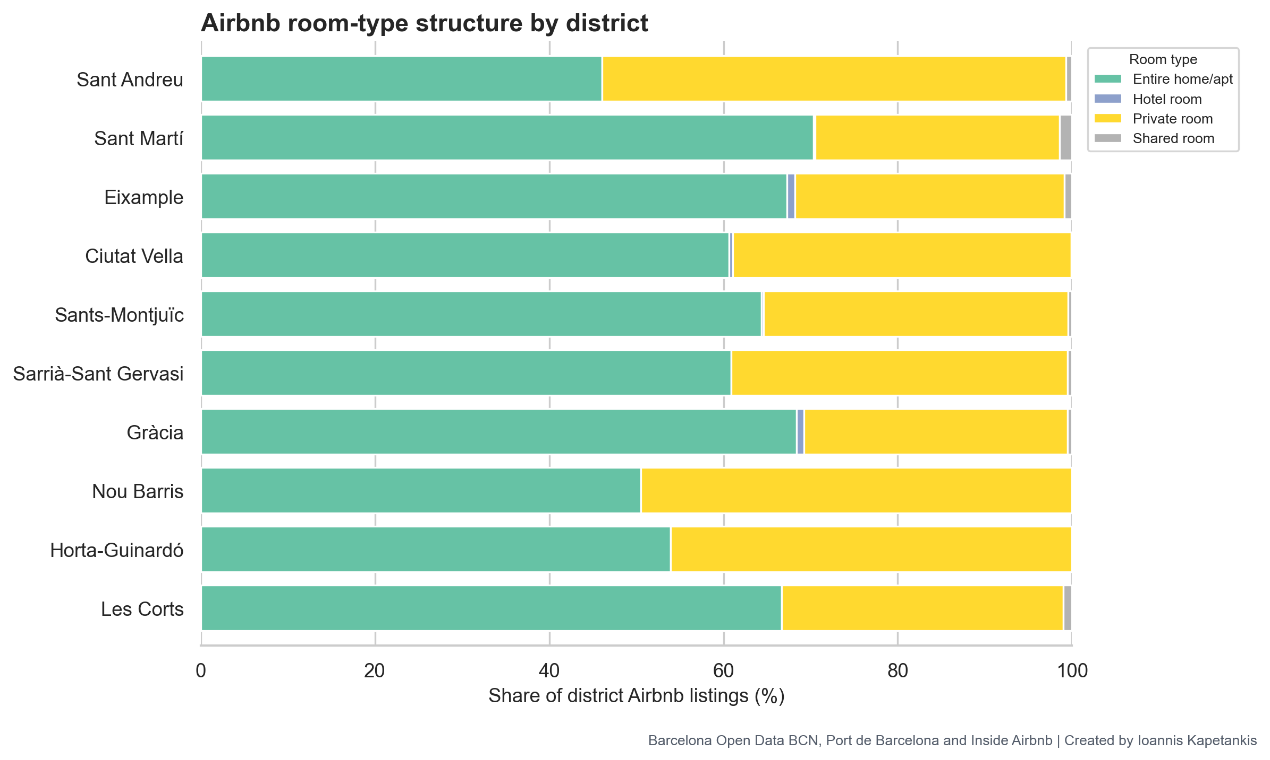 Airbnb room-type structure by district
Room type
Entire home/apt
Hotel room
Private room
Shared room
Sant Andreu
Sant Martí
Eixample
Ciutat Vella
Sants-Montjuïc
Sarrià-Sant Gervasi
Gràcia
Nou Barris
Horta-Guinardó
Les Corts
0 20 40 60 80 100
Share of district Airbnb listings (%)
Barcelona Open Data BCN, Port de Barcelona and Inside Airbnb | Created by Ioannis Kapetankis